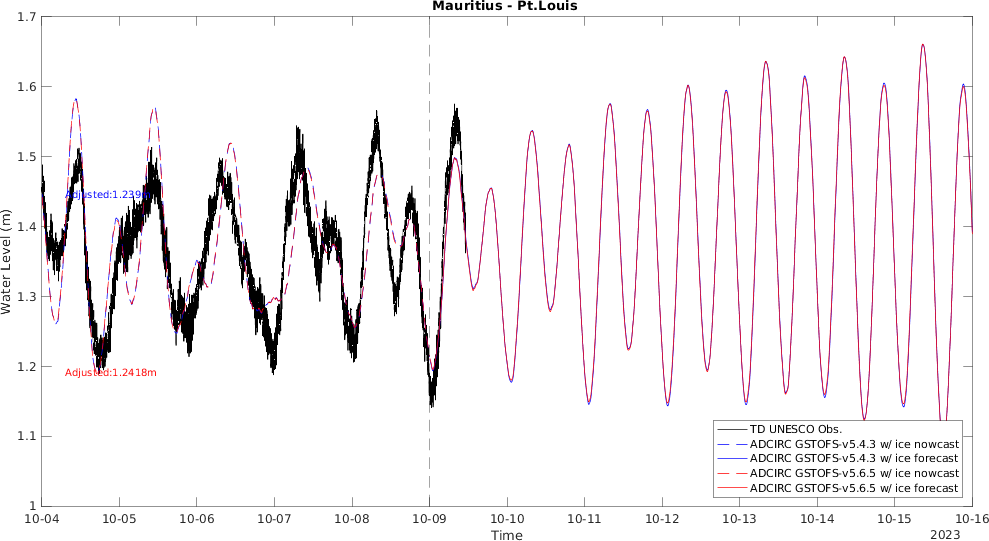 Mauritius - Pt.Louis
1.7
1.6
1.5
1.4
1.3
1.2
1.1
1
Water Level (m)
Adjusted:1.239
Adjusted:1.2418m
TD UNESCO Obs.
ADCIRC GSTOFS-v5.4.3 w/ ice nowcast
ADCIRC GSTOFS-v5.4.3 w/ ice forecast
ADCIRC GSTOFS-v5.6.5 w/ ice nowcast
ADCIRC GSTOFS-v5.6.5 w/ ice forecast
10-04 10-05 10-06 10-07 10-08 10-09 10-10 10-11 10-12 10-13 10-14 10-15 10-16
Time
2023